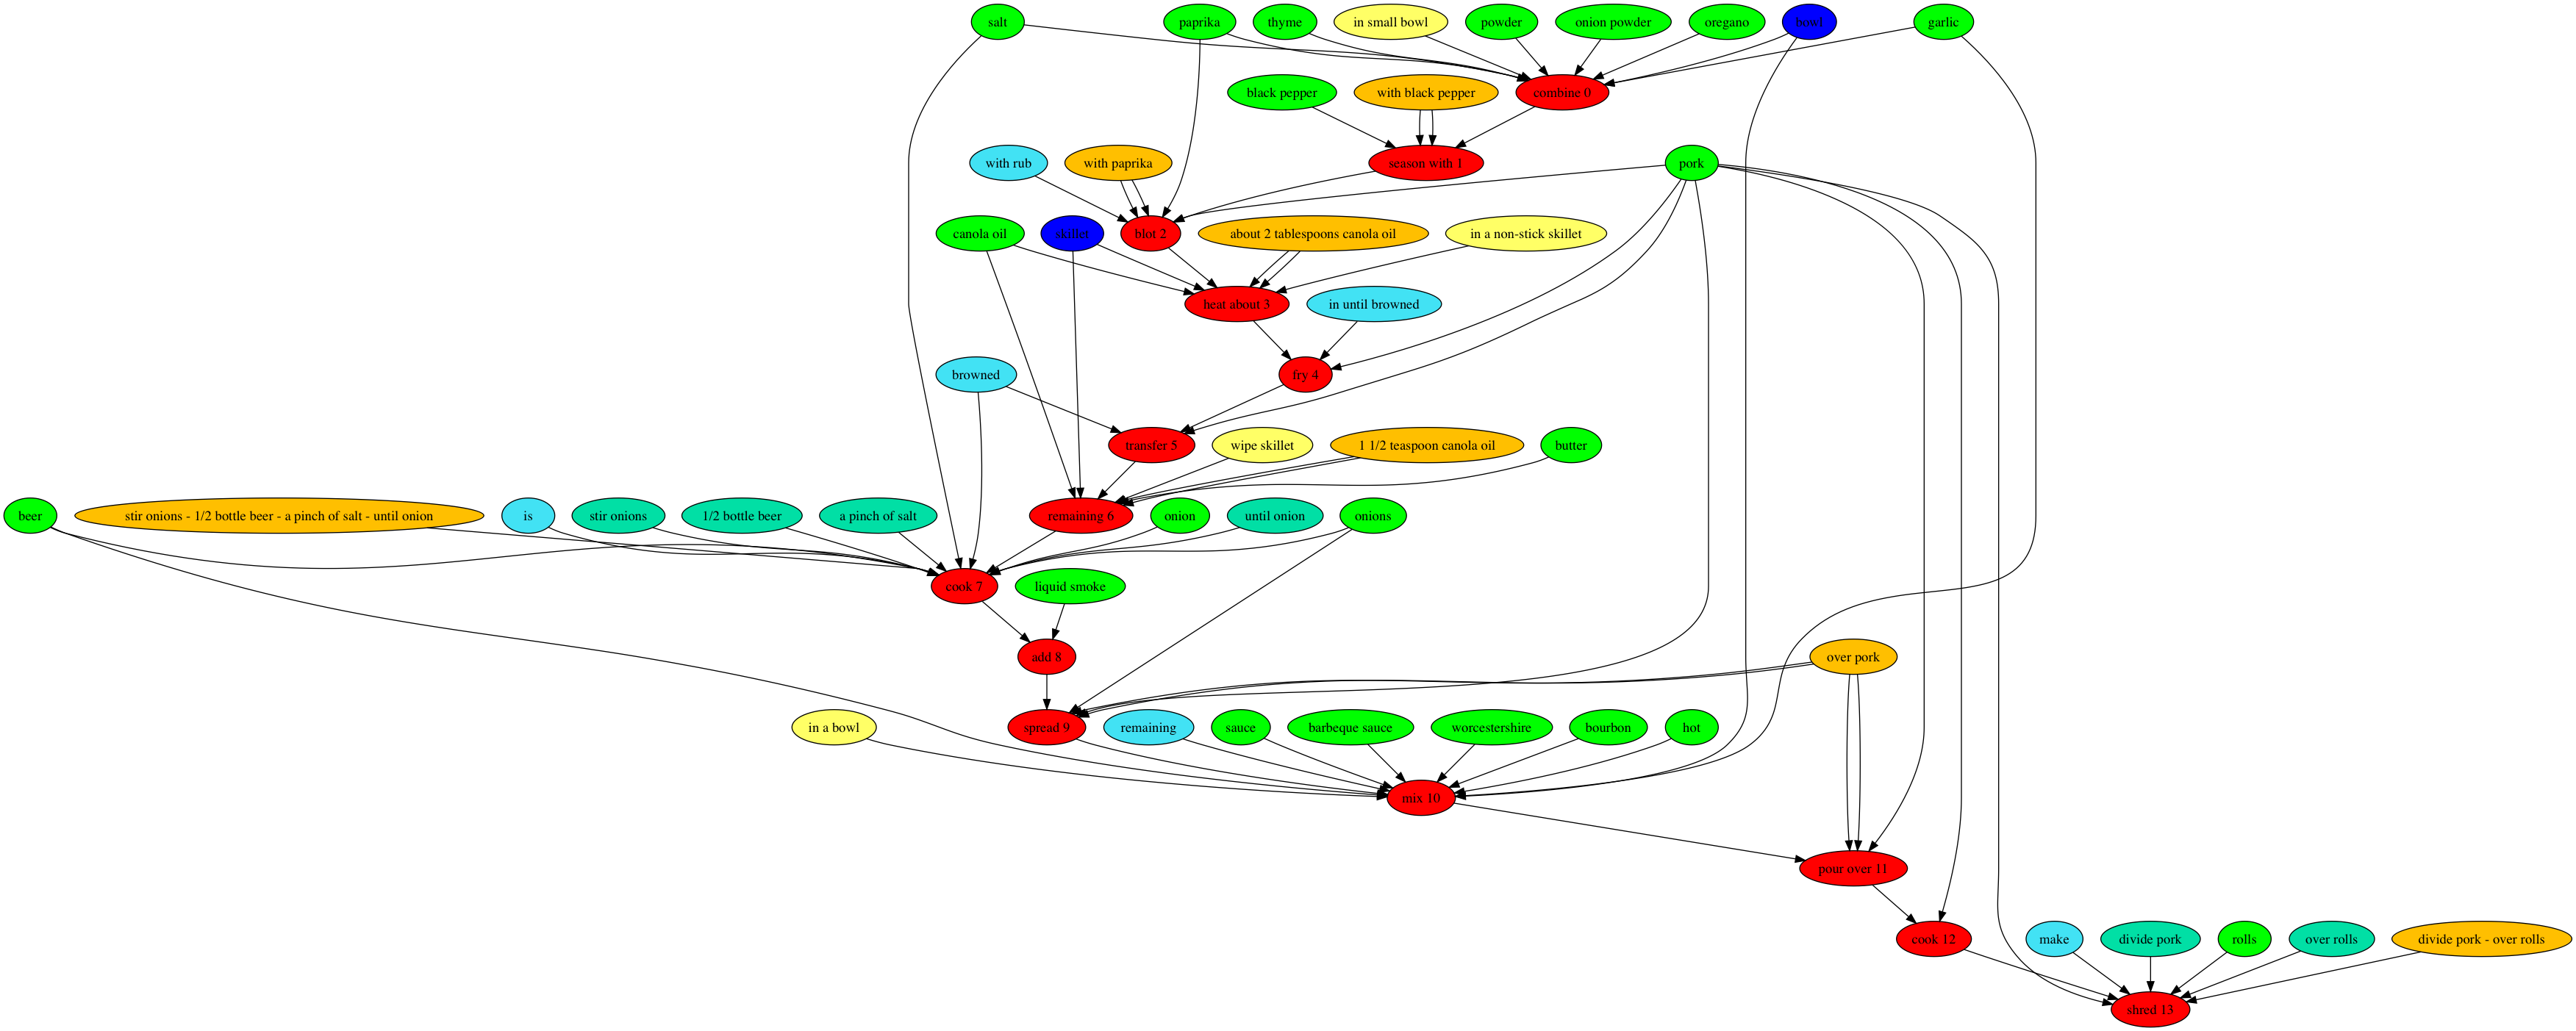 salt
paprika
thyme
in small bowl
powder
onion powder
oregano
bowl
garlic
black pepper
with black pepper
combine 0
with rub
with paprika
season with 1
pork
canola oil
skillet
blot 2
about 2 tablespoons canola oil
in a non-stick skillet
heat about 3
in until browned
browned
fry 4
transfer 5
wipe skillet
1 1/2 teaspoon canola oil
butter
beer
stir onions - 1/2 bottle beer - a pinch of salt - until onion
is
stir onions
1/2 bottle beer
a pinch of salt
remaining 6
onion
until onion
onions
cook 7
liquid smoke
add 8
over pork
in a bowl
spread 9
remaining
sauce
barbeque sauce
worcestershire
bourbon
hot
mix 10
pour over 11
cook 12
make
divide pork
rolls
over rolls
divide pork - over rolls
shred 13